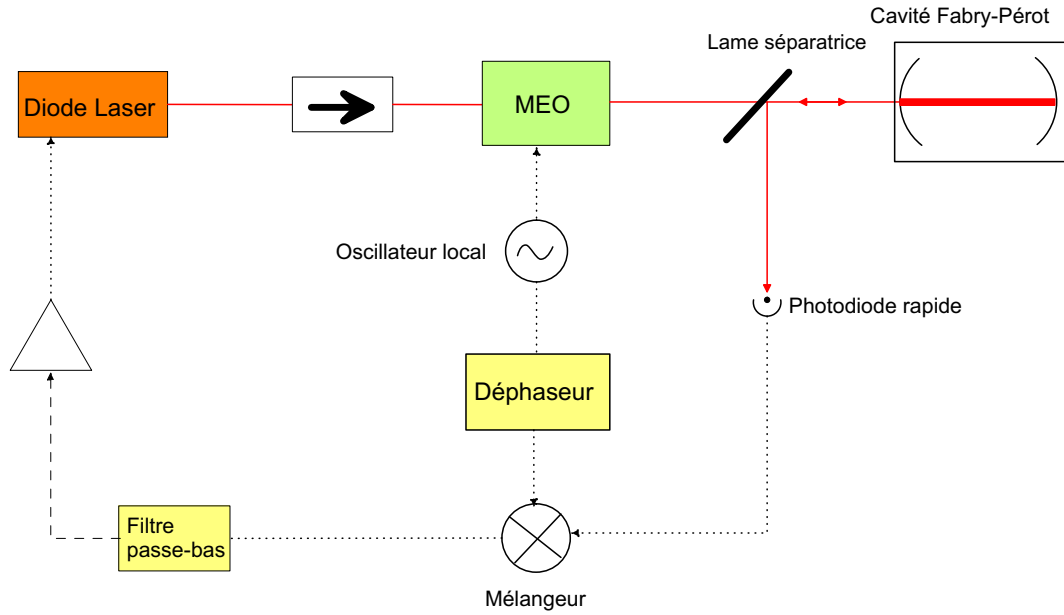 Cavité Fabry-Pérot
Lame séparatrice
Diode Laser
MEO
Oscillateur local
Photodiode rapide
Déphaseur
Filtre
passe-bas
Mélangeur